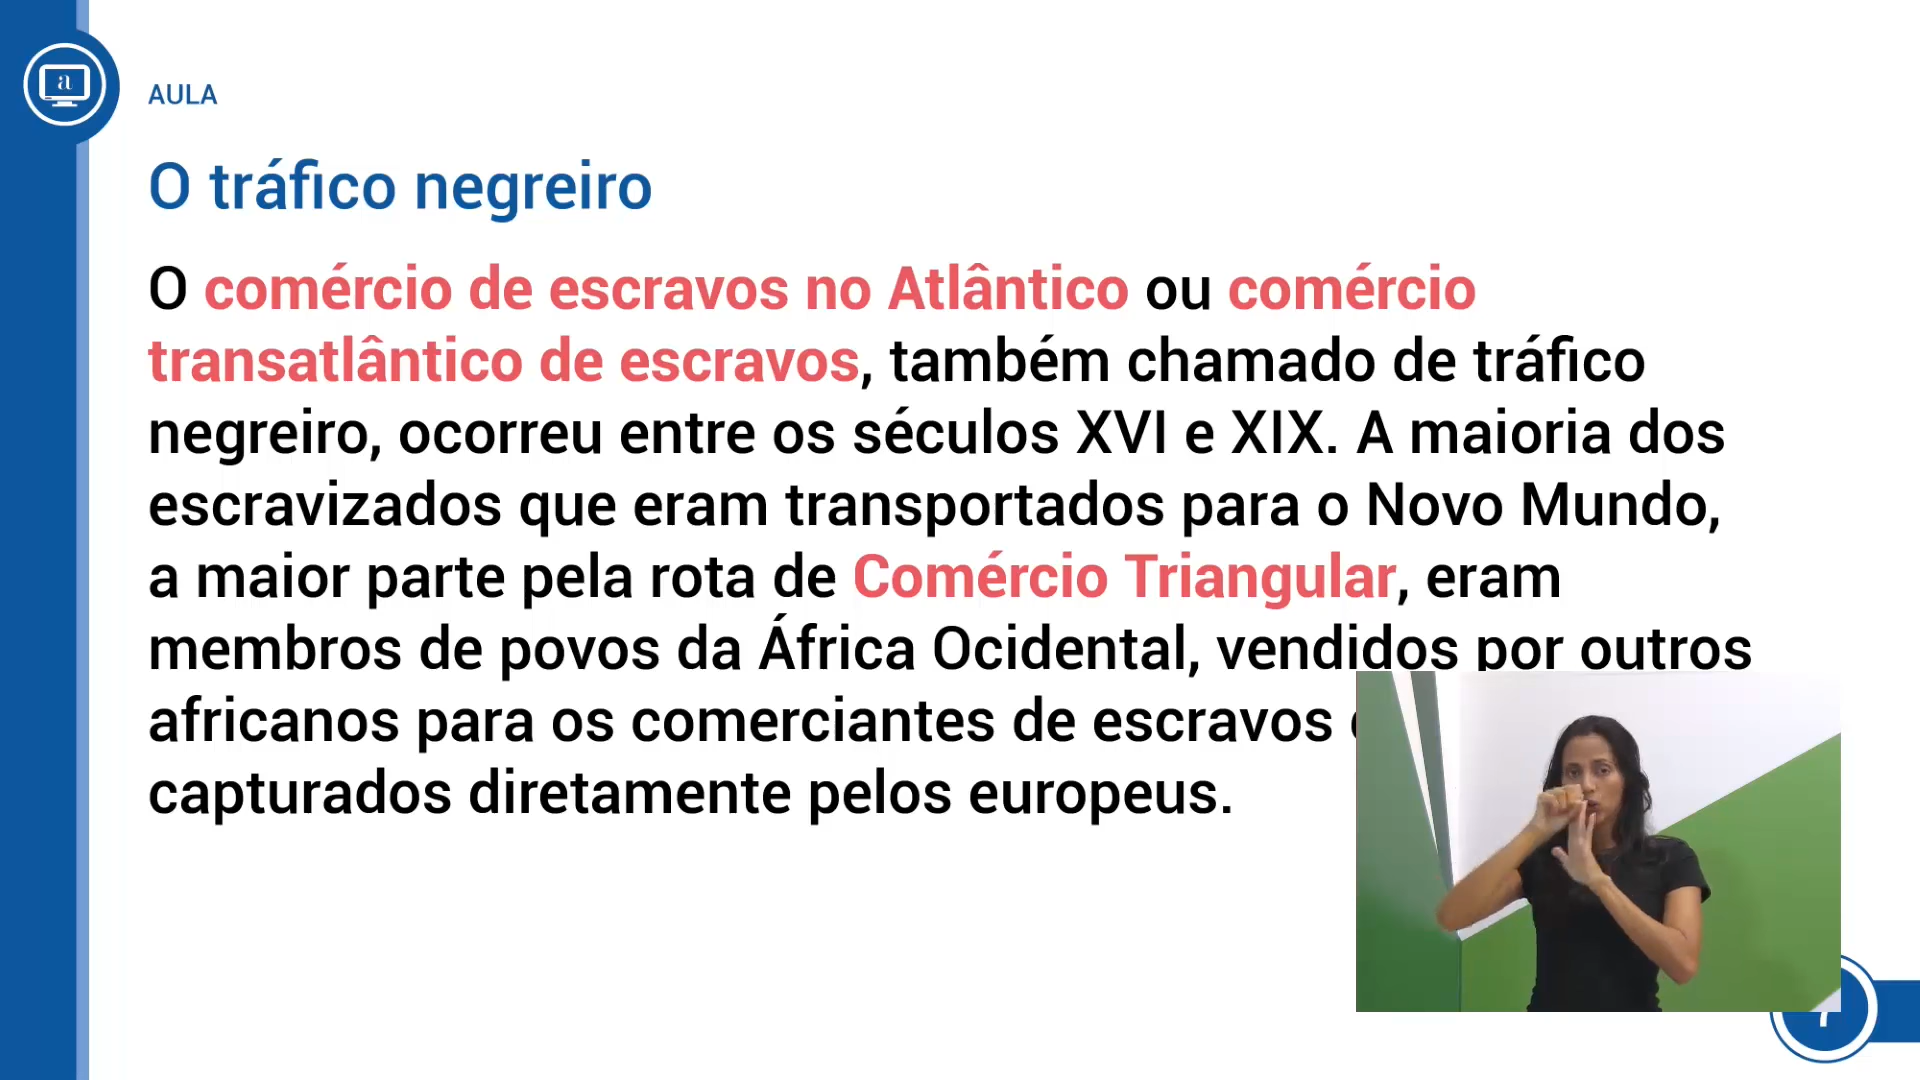 a
AULA
O tráfico negreiro
O comércio de escravos no Atlântico ou comércio
transatlântico de escravos, também chamado de tráfico
negreiro, ocorreu entre os séculos XVI e XIX. A maioria dos
escravizados que eram transportados para o Novo Mundo,
a maior parte pela rota de Comércio Triangular, eram
membros de povos da África Ocidental, vendidos por outros
africanos para os comerciantes de escravos
capturados diretamente pelos europeus.